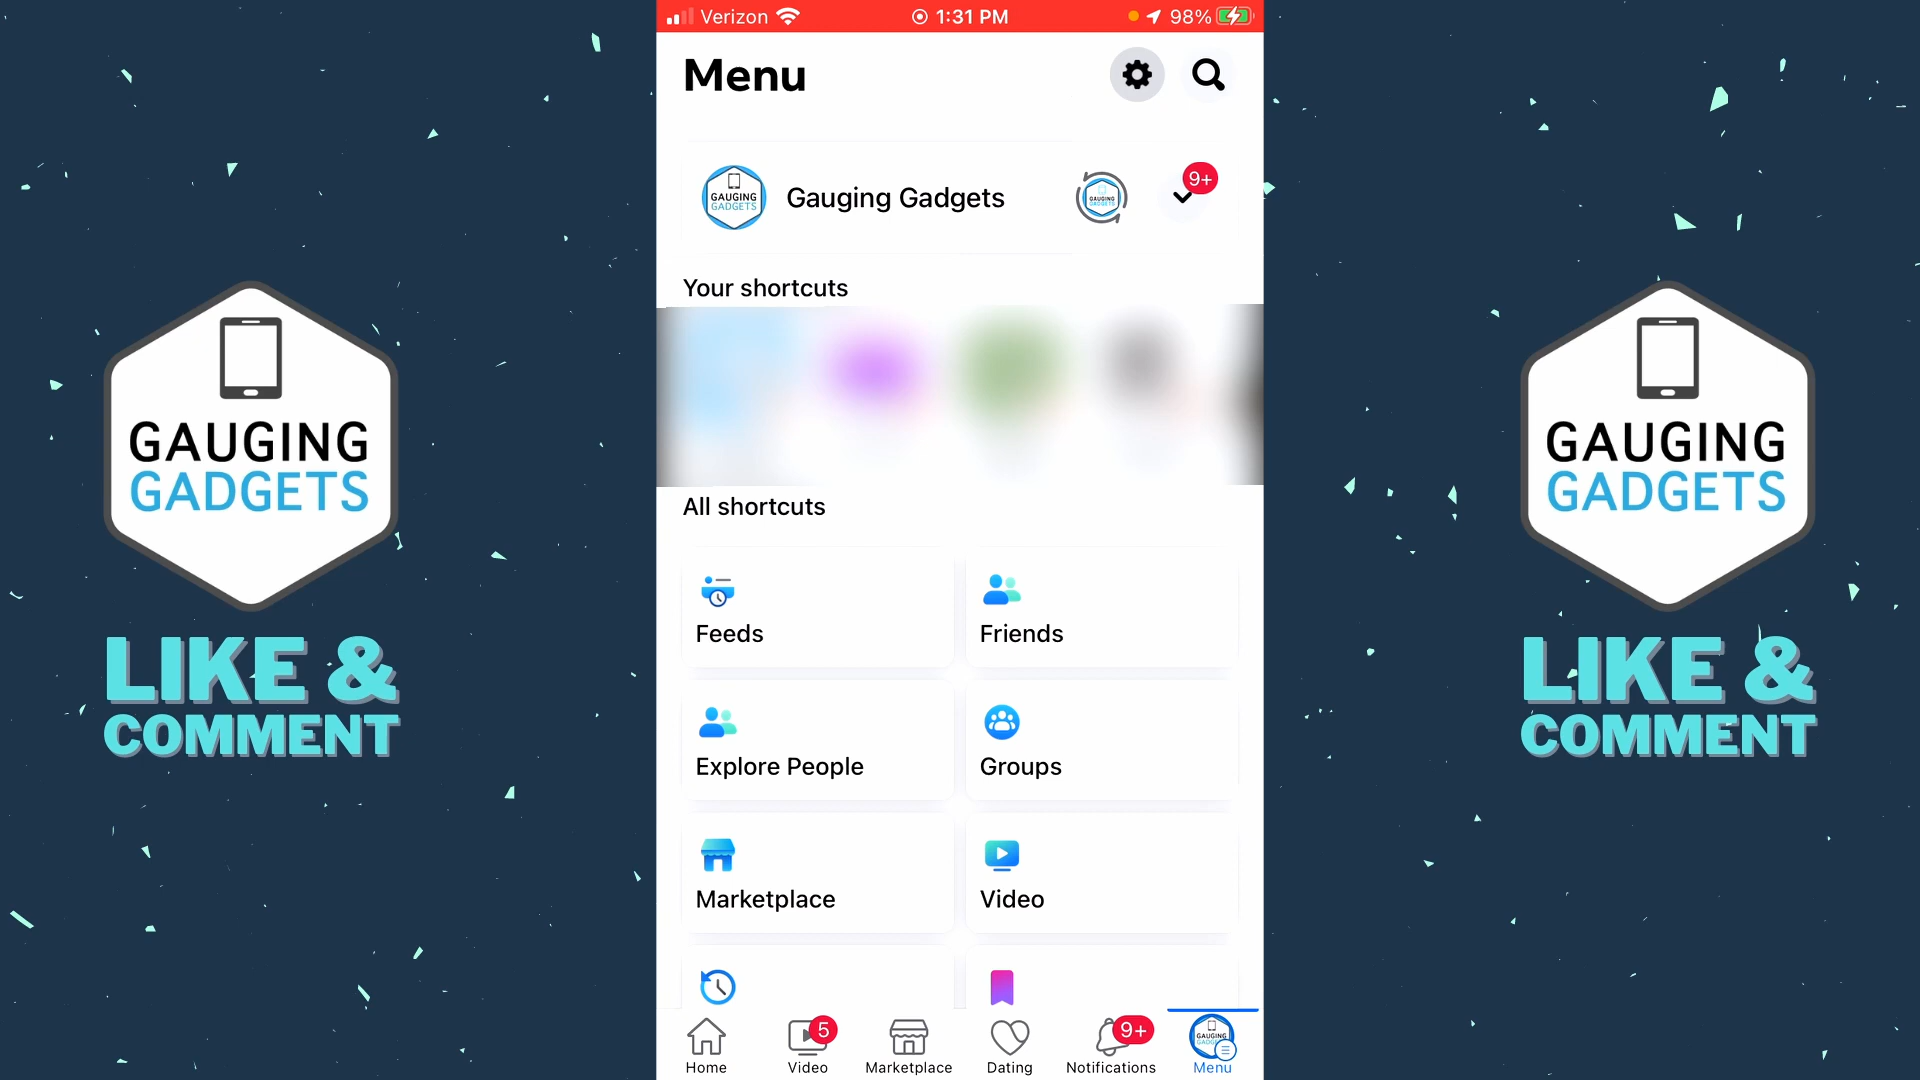 Verizon 1:31 PM 98%
Menu
GAUGING
GADGETS
Gauging Gadgets
GAUGING
GADGETS
9+
Your shortcuts
All shortcuts
Feeds
Friends
Explore People
Groups
Marketplace
Video
5
9+
Home
Video
Marketplace
Dating
Notifications
Menu
GAUGING
GADGETS
LIKE &
COMMENT
GAUGING
GADGETS
LIKE &
COMMENT